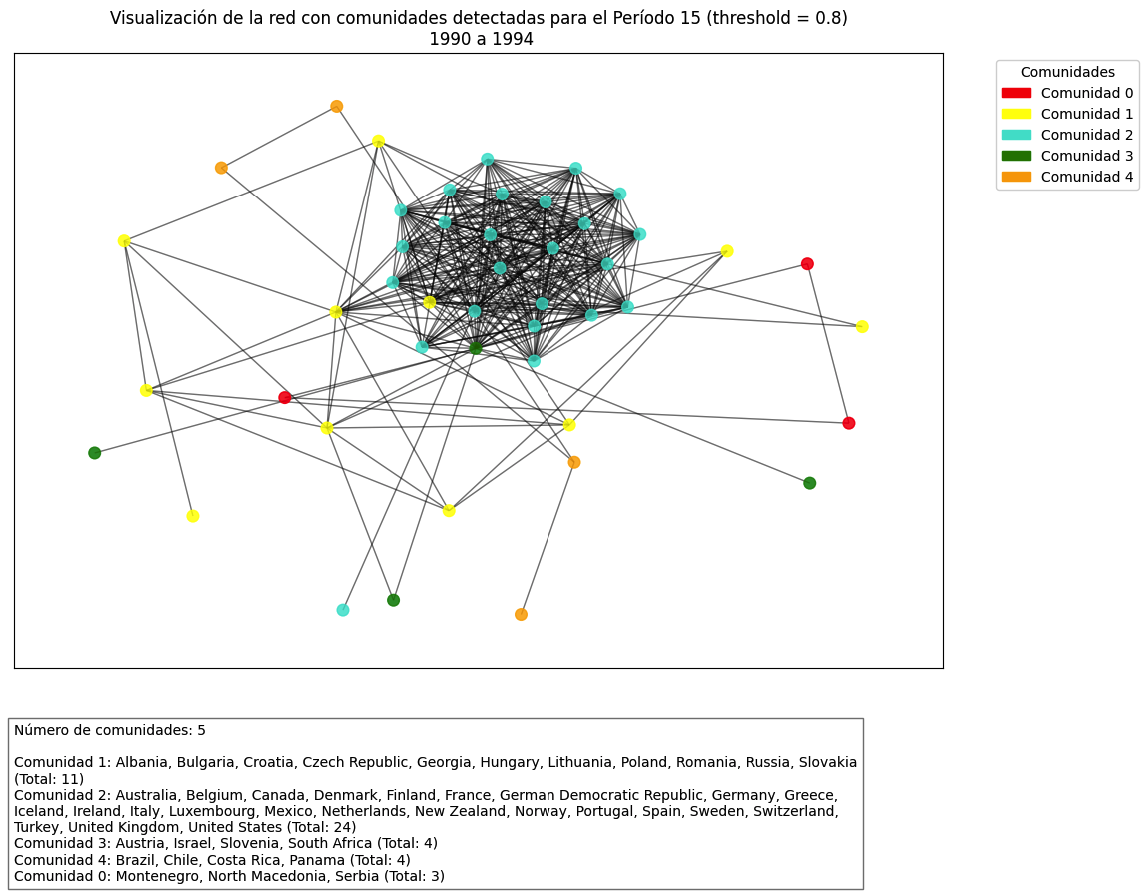 Visualización de la red con comunidades detectadas para el Período 15 (threshold = 0.8)
1990 a 1994
Comunidades
Comunidad 0
Comunidad 1
Comunidad 2
Comunidad 3
Comunidad 4
Número de comunidades: 5
Comunidad 1: Albania, Bulgaria, Croatia, Czech Republic, Georgia, Hungary, Lithuania, Poland, Romania, Russia, Slovakia
(Total: 11)
Comunidad 2: Australia, Belgium, Canada, Denmark, Finland, France, German Democratic Republic, Germany, Greece,
Iceland, Ireland, Italy, Luxembourg, Mexico, Netherlands, New Zealand, Norway, Portugal, Spain, Sweden, Switzerland,
Turkey, United Kingdom, United States (Total: 24)
Comunidad 3: Austria, Israel, Slovenia, South Africa (Total: 4)
Comunidad 4: Brazil, Chile, Costa Rica, Panama (Total: 4)
Comunidad 0: Montenegro, North Macedonia, Serbia (Total: 3)